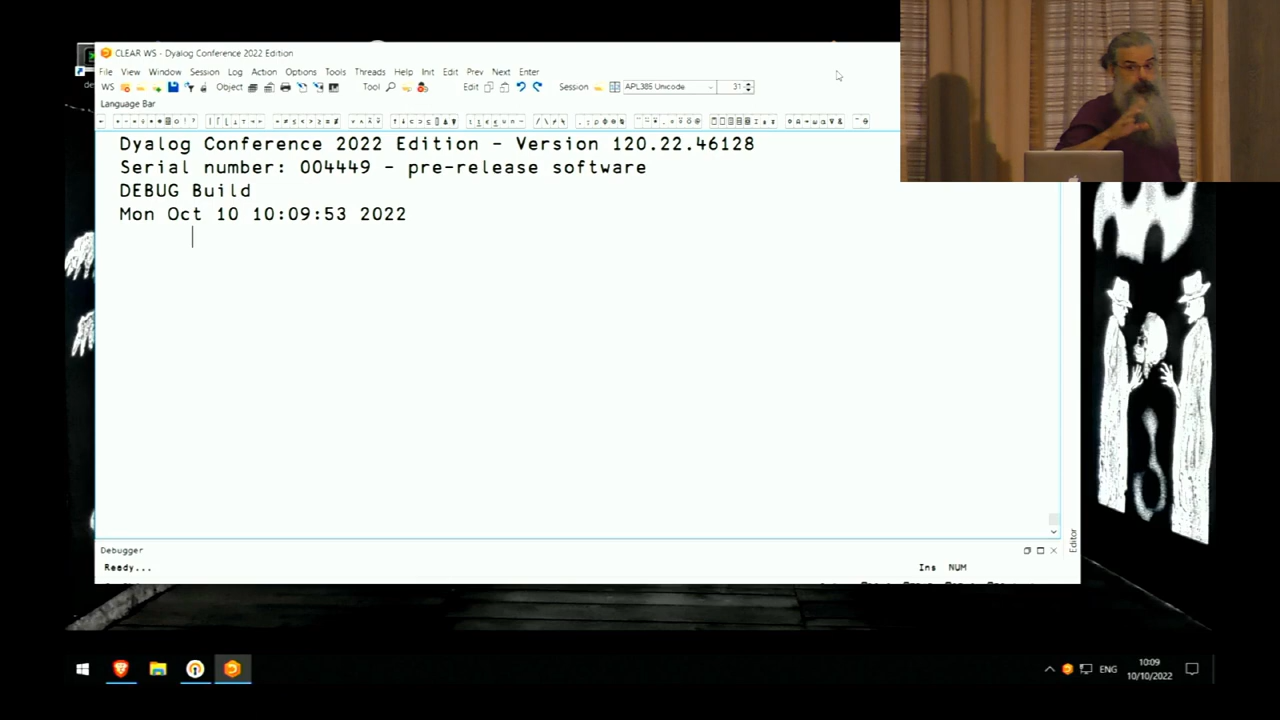 CLEAR WS - Dyalog Conference 2022 Edition
File View Window Session Log Action Options Tools Threads Help Init Edit Prev Next Enter
WS Object Tool Edit Session APL385 Unicode 31
Language Bar
Dyalog Conference 2022 Edition - Version 120.22.46128
Serial number: 004449 - pre-release software
DEBUG Build
Mon Oct 10 10:09:53 2022
Editor
Debugger
Ready...
Ins NUM
ENG
10:09
10/10/2022